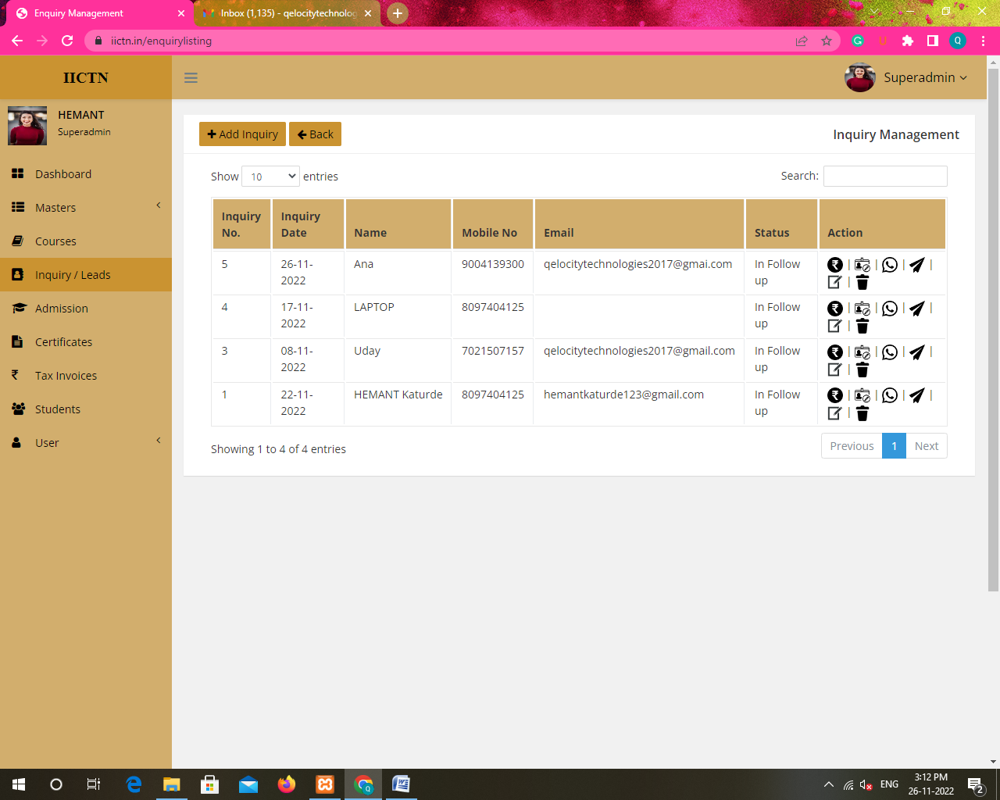 Enquiry Management
Inbox (1,135) - qelocitytechnolog
iictn.in/enquirylisting
Q
IICTN
Superadmin
HEMANT
Superadmin
Dashboard
Masters
Courses
Inquiry / Leads
Admission
Certificates
Tax Invoices
Students
User
Add Inquiry
Back
Inquiry Management
Show 10 entries
Search:
Inquiry No. Inquiry Date Name Mobile No Email Status Action
5 26-11-2022 Ana 9004139300 qelocitytechnologies2017@gmai.com In Follow up | | | | |
4 17-11-2022 LAPTOP 8097404125 In Follow up | | | | |
3 08-11-2022 Uday 7021507157 qelocitytechnologies2017@gmail.com In Follow up | | | | |
1 22-11-2022 HEMANT Katurde 8097404125 hemantkaturde123@gmail.com In Follow up | | | | |
Showing 1 to 4 of 4 entries
Previous 1 Next
ENG
3:12 PM
26-11-2022
2